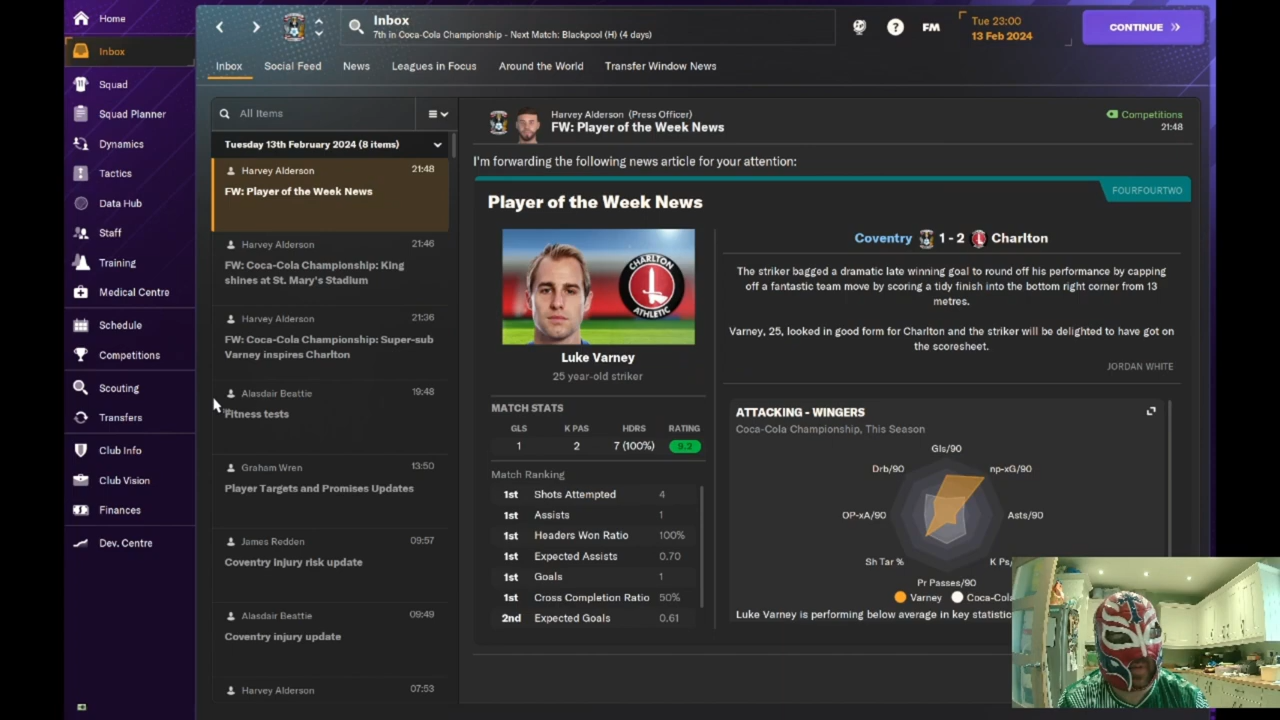 Home
Inbox
Squad
Squad Planner
Dynamics
Tactics
Data Hub
Staff
Training
Medical Centre
Schedule
Competitions
Scouting
Transfers
Club Info
Club Vision
Finances
Dev. Centre
Inbox
7th in Coca-Cola Championship - Next Match: Blackpool (H) (4 days)
?
FM
Tue 23:00
13 Feb 2024
CONTINUE
Inbox Social Feed News Leagues in Focus Around the World Transfer Window News
All Items
Tuesday 13th February 2024 (8 items)
Harvey Alderson 21:48
FW: Player of the Week News
Harvey Alderson 21:46
FW: Coca-Cola Championship: King
shines at St. Mary's Stadium
Harvey Alderson 21:36
FW: Coca-Cola Championship: Super-sub
Varney inspires Charlton
Alasdair Beattie 19:48
Fitness tests
Graham Wren 13:50
Player Targets and Promises Updates
James Redden 09:57
Coventry injury risk update
Alasdair Beattie 09:49
Coventry injury update
Harvey Alderson 07:53
Harvey Alderson (Press Officer)
FW: Player of the Week News
Competitions
21:48
I'm forwarding the following news article for your attention:
FOURFOURTWO
Player of the Week News
CHARLTON
ATHLETIC
Luke Varney
25 year-old striker
MATCH STATS
GLS K PAS HDRS RATING
1 2 7 (100%) 9.2
Match Ranking
1st Shots Attempted 4
1st Assists 1
1st Headers Won Ratio 100%
1st Expected Assists 0.70
1st Goals 1
1st Cross Completion Ratio 50%
2nd Expected Goals 0.61
Coventry 1 - 2 Charlton
The striker bagged a dramatic late winning goal to round off his performance by capping
off a fantastic team move by scoring a tidy finish into the bottom right corner from 13
metres.
Varney, 25, looked in good form for Charlton and the striker will be delighted to have got on
the scoresheet.
JORDAN WHITE
ATTACKING - WINGERS
Coca-Cola Championship, This Season
Gls/90
Drb/90 np-xG/90
OP-xA/90 Asts/90
Sh Tar % K Ps/
Pr Passes/90
Varney Coca-Col
Luke Varney is performing below average in key statistic